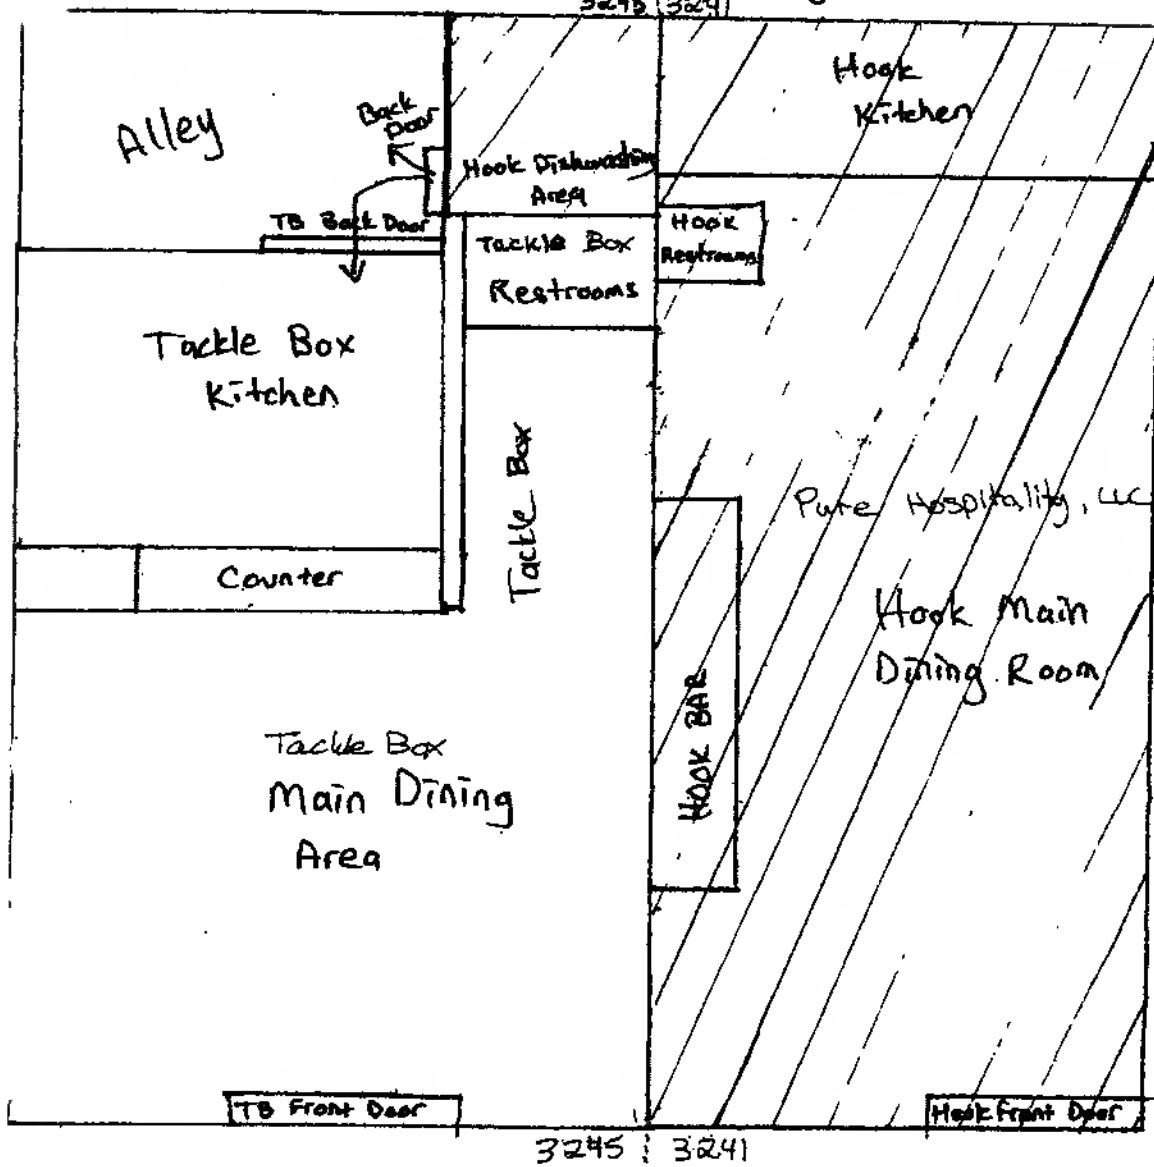 3245 3241
Hook
Kitchen
Alley
Back
Door
Hook Dishwashing
Area
TB Back Door
Tackle Box
Restrooms
Hook
Restrooms
Tackle Box
Kitchen
Tackle Box
Counter
Pure Hospitality, LLC
Hook Main
Dining Room
HOOK BAR
Tackle Box
Main Dining
Area
TB Front Door
Hook Front Door
3245 3241